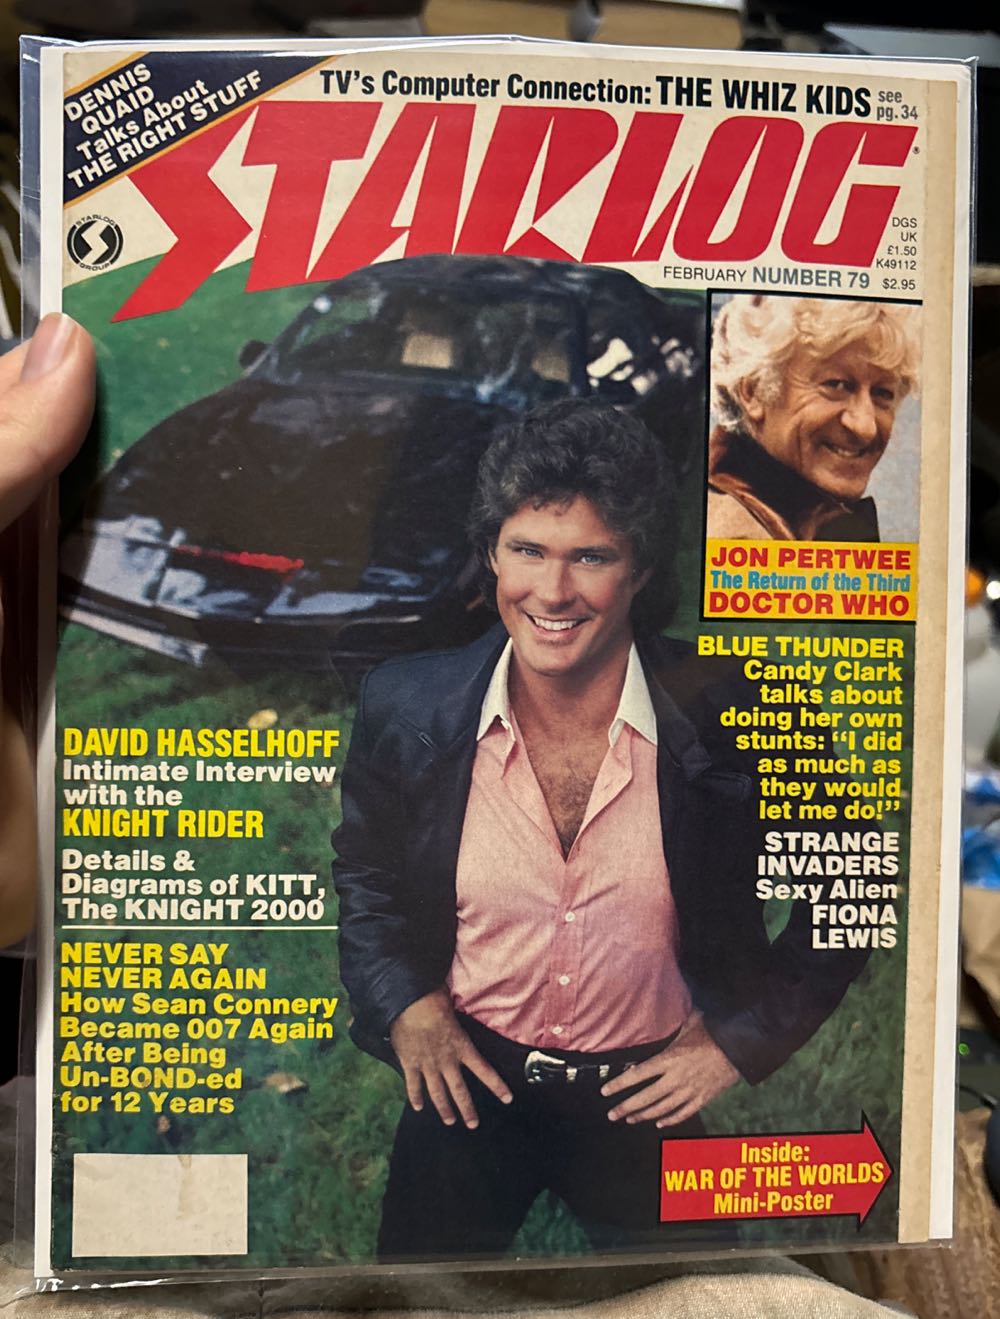 DENNIS
QUAID
Talks About
THE RIGHT STUFF
TV's Computer Connection: THE WHIZ KIDS see
pg. 34
STARLOG
STARLOG
GROUP
DGS
UK
£1.50
K49112
$2.95
FEBRUARY NUMBER 79
JON PERTWEE
The Return of the Third
DOCTOR WHO
BLUE THUNDER
Candy Clark
talks about
doing her own
stunts: “I did
as much as
they would
let me do!”
STRANGE
INVADERS
Sexy Alien
FIONA
LEWIS
DAVID HASSELHOFF
Intimate Interview
with the
KNIGHT RIDER
Details &
Diagrams of KITT,
The KNIGHT 2000
NEVER SAY
NEVER AGAIN
How Sean Connery
Became 007 Again
After Being
Un-BOND-ed
for 12 Years
Inside:
WAR OF THE WORLDS
Mini-Poster